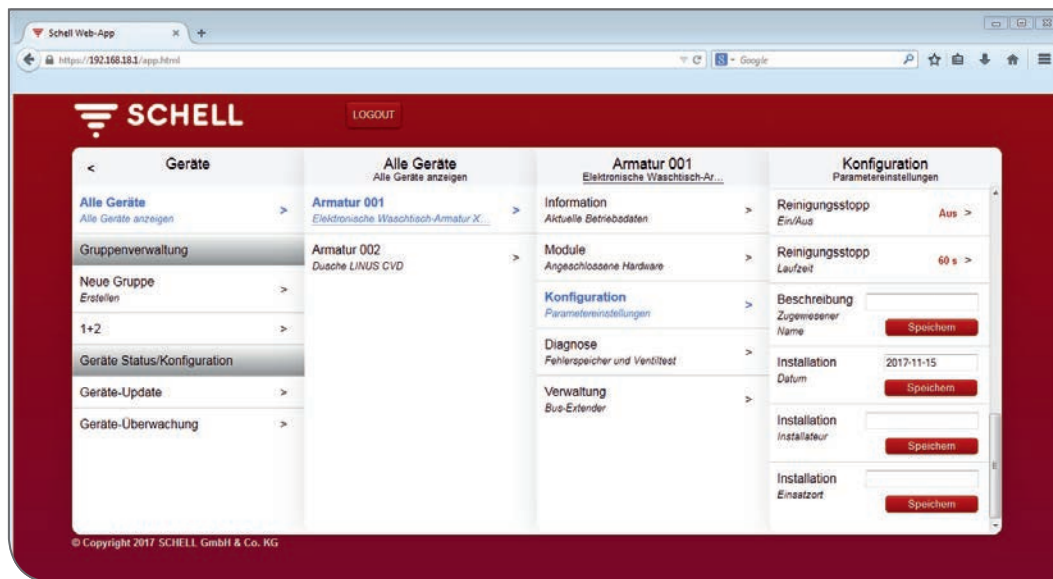 Schell Web-App
https://192.168.18.1/app.html
Google
SCHELL
LOGOUT
< Geräte
Alle Geräte >
Alle Geräte anzeigen
Gruppenverwaltung
Neue Gruppe >
Erstellen
1+2 >
Geräte Status/Konfiguration
Geräte-Update >
Geräte-Überwachung >
Alle Geräte
Alle Geräte anzeigen
Armatur 001 >
Elektronische Waschtisch-Armatur X...
Armatur 002 >
Dusche LINUS CVD
Armatur 001
Elektronische Waschtisch-Ar...
Information >
Aktuelle Betriebsdaten
Module >
Angeschlossene Hardware
Konfiguration >
Parametereinstellungen
Diagnose >
Fehlerspeicher und Ventiltest
Verwaltung >
Bus-Extender
Konfiguration
Parametereinstellungen
Reinigungsstopp Aus >
Ein/Aus
Reinigungsstopp 60 s >
Laufzeit
Beschreibung
Zugewiesener
Name Speichern
Installation 2017-11-15
Datum Speichern
Installation
Installateur Speichern
Installation
Einsatzort Speichern
© Copyright 2017 SCHELL GmbH & Co. KG